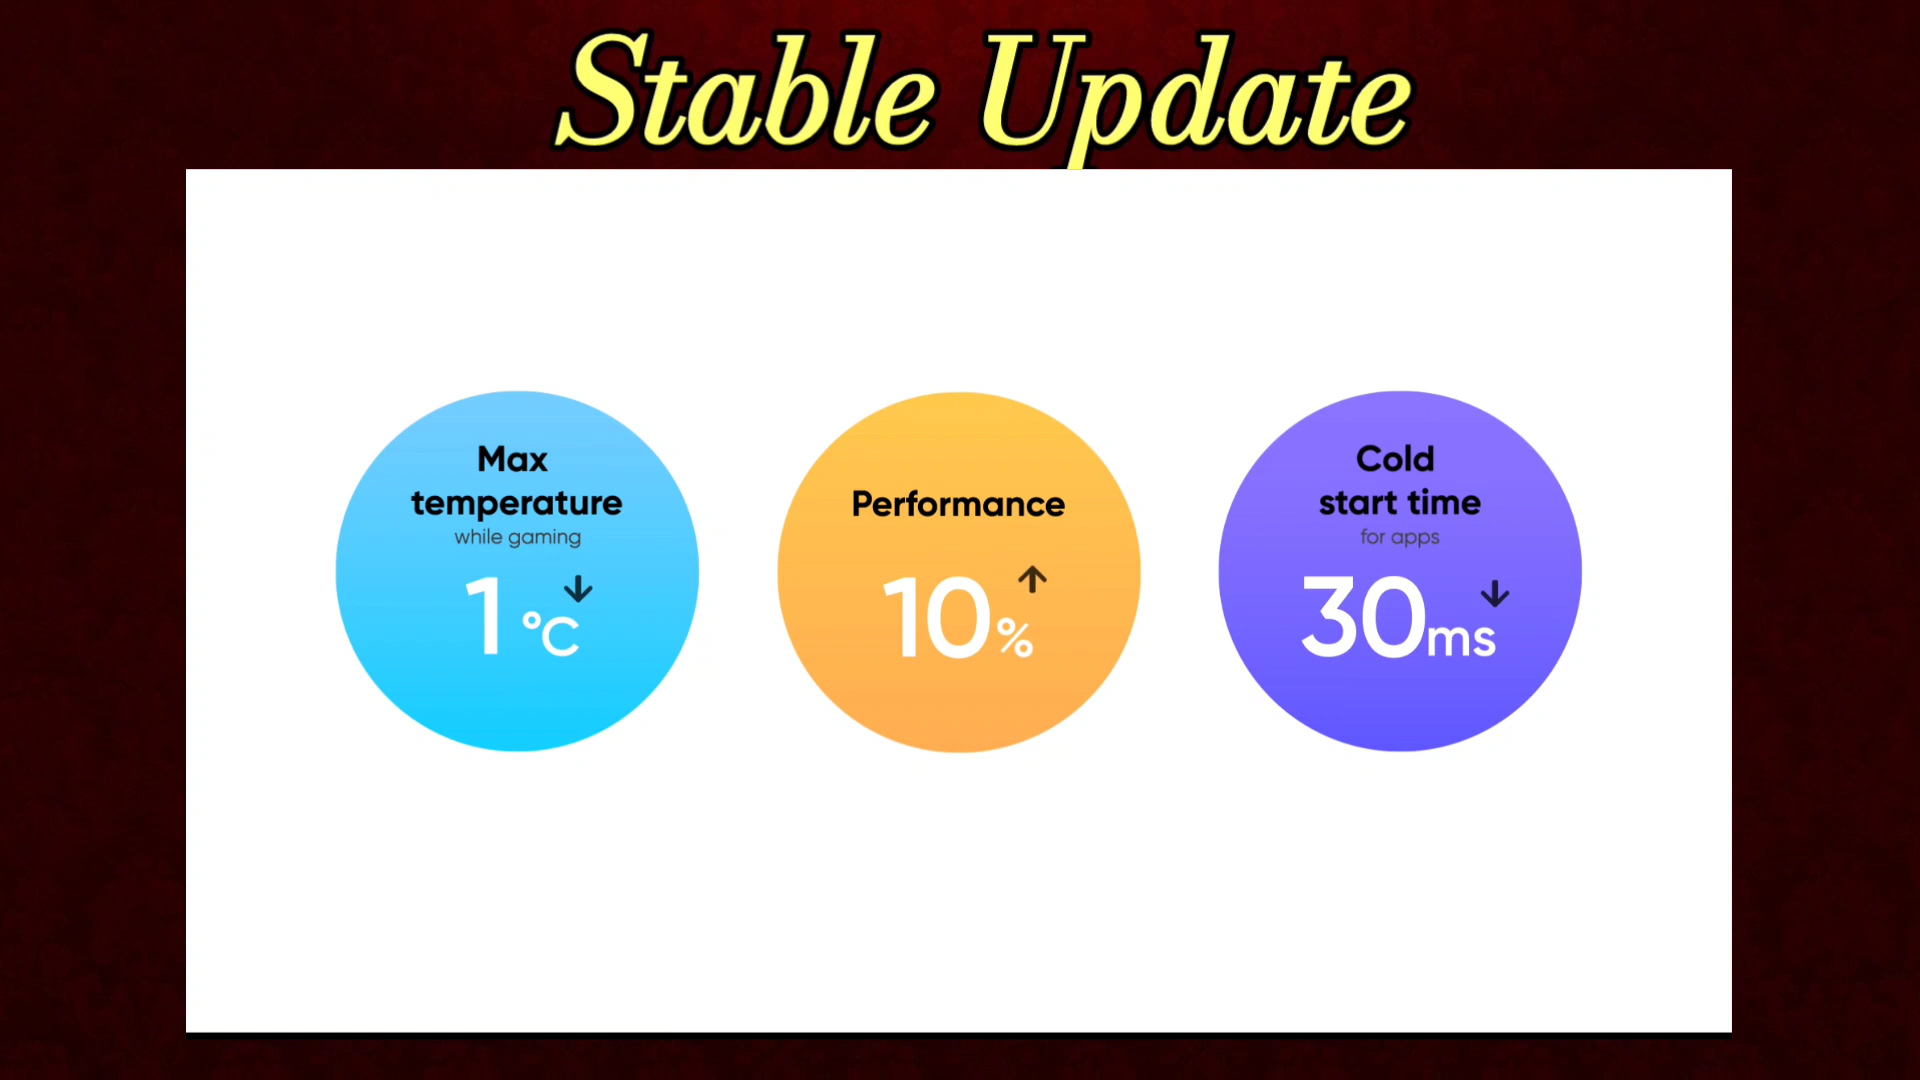 Stable Update
Max
temperature
while gaming
1 °C ↓
Performance
10% ↑
Cold
start time
for apps
30ms ↓